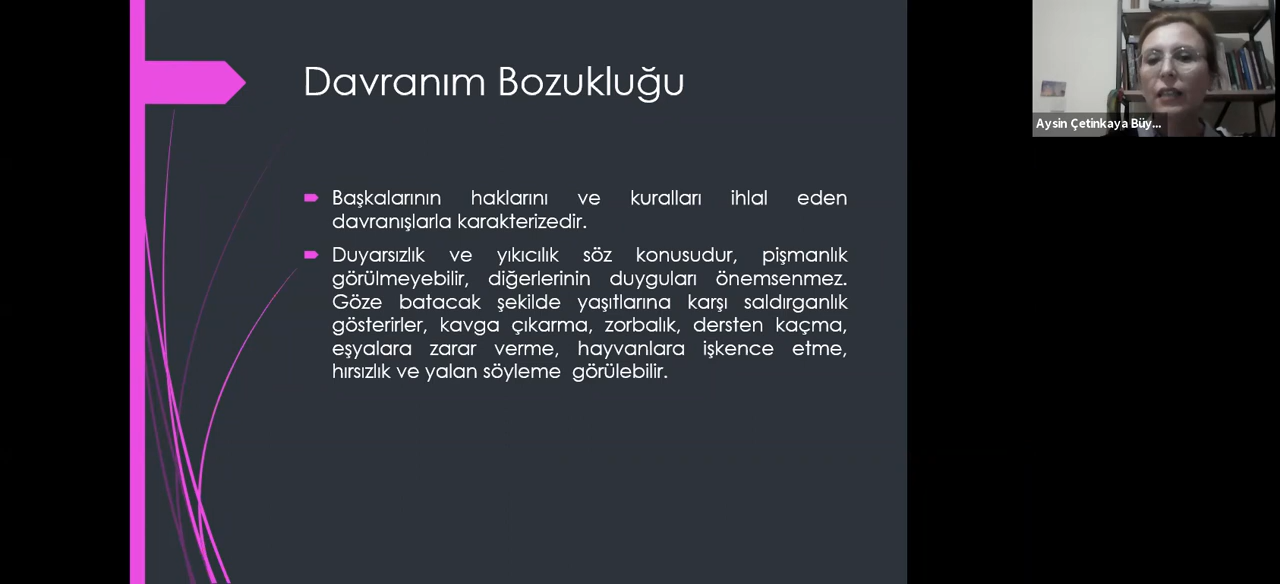 Davranım Bozukluğu
Başkalarının haklarını ve kuralları ihlal eden
davranışlarla karakterizedir.
Duyarsızlık ve yıkıcılık söz konusudur, pişmanlık
görülmeyebilir, diğerlerinin duyguları önemsenmez.
Göze batacak şekilde yaşıtlarına karşı saldırganlık
gösterirler, kavga çıkarma, zorbalık, dersten kaçma,
eşyalara zarar verme, hayvanlara işkence etme,
hırsızlık ve yalan söyleme  görülebilir.
Aysin Çetinkaya Büy...